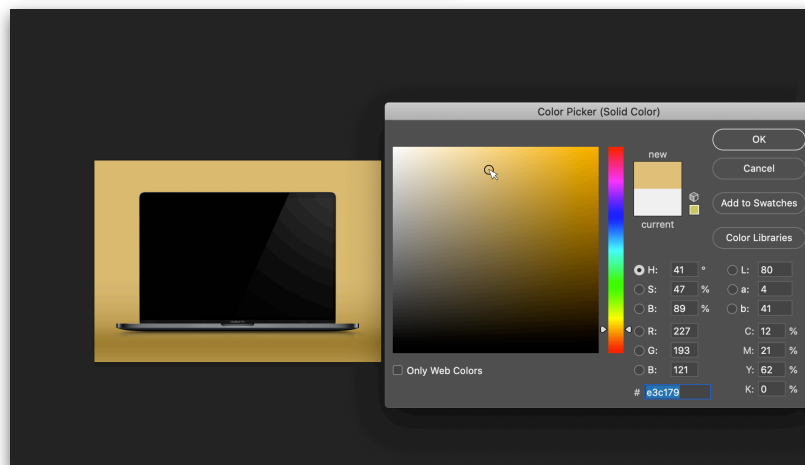 Color Picker (Solid Color)
new
current
OK
Cancel
Add to Swatches
Color Libraries
H: 41 °
L: 80
S: 47 %
a: 4
B: 89 %
b: 41
R: 227
C: 12 %
G: 193
M: 21 %
B: 121
Y: 62 %
# e3c179
K: 0 %
Only Web Colors